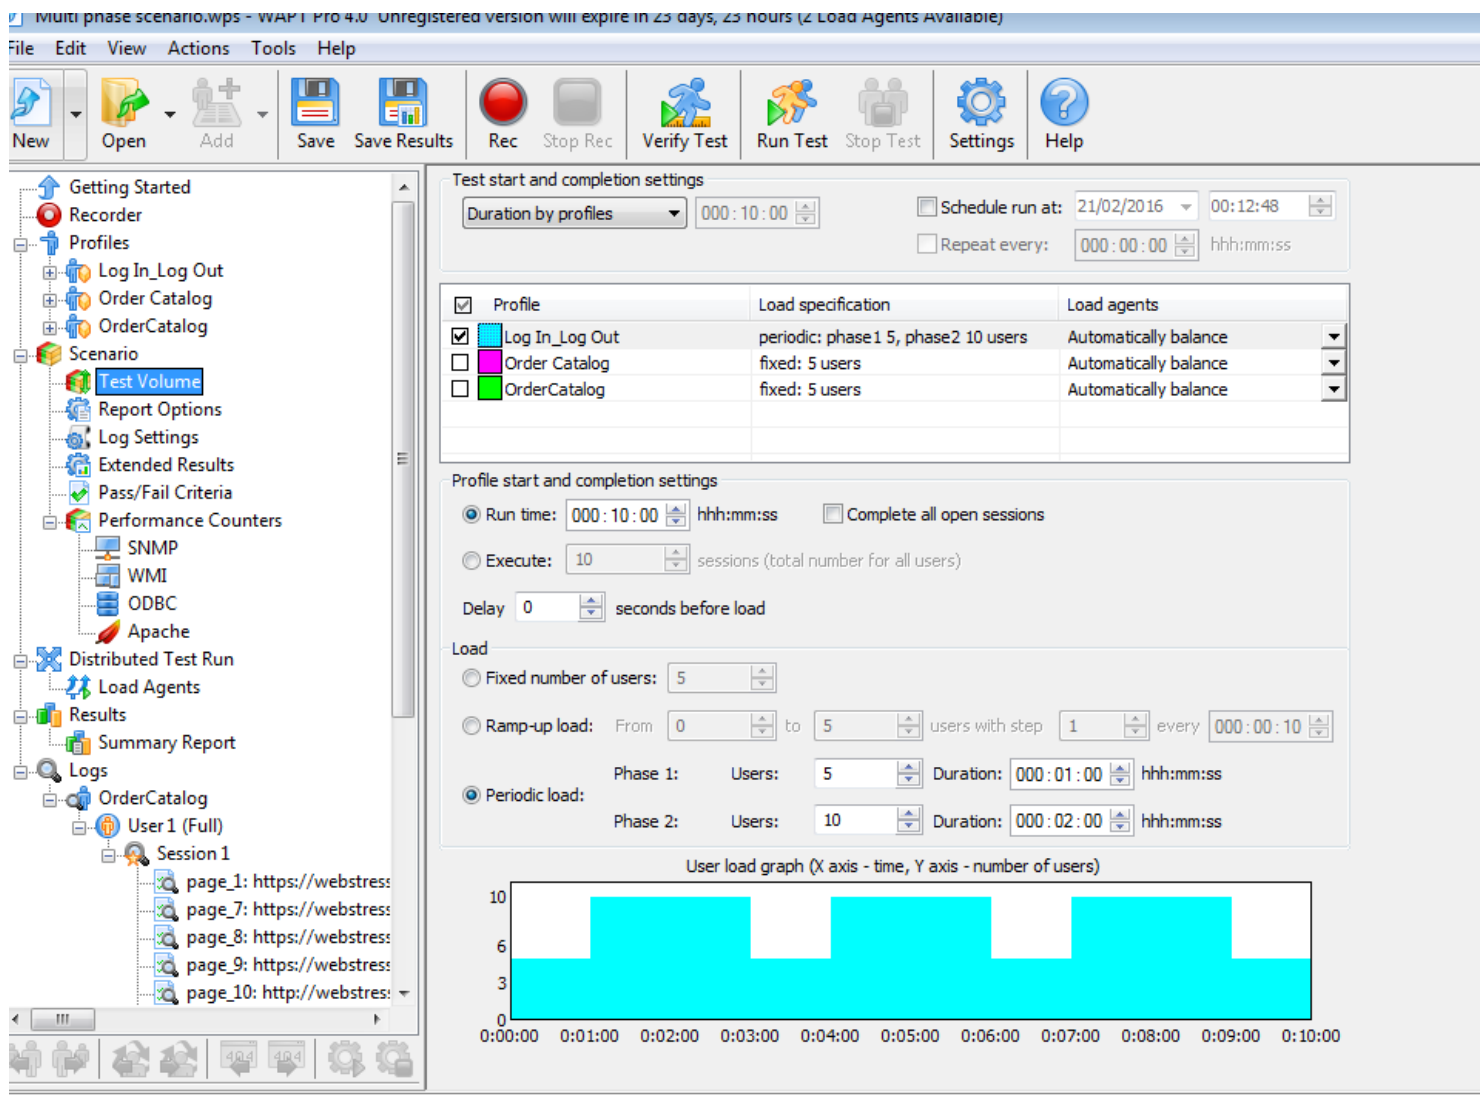 Multi phase scenario.wps - WAPT Pro 4.0 Unregistered version will expire in 23 days, 23 hours (2 Load Agents Available)
File Edit View Actions Tools Help
New Open Add Save Save Results Rec Stop Rec Verify Test Run Test Stop Test Settings Help
Getting Started
Recorder
Profiles
Log In_Log Out
Order Catalog
OrderCatalog
Scenario
Test Volume
Report Options
Log Settings
Extended Results
Pass/Fail Criteria
Performance Counters
SNMP
WMI
ODBC
Apache
Distributed Test Run
Load Agents
Results
Summary Report
Logs
OrderCatalog
User 1 (Full)
Session 1
page_1: https://webstress
page_7: https://webstress
page_8: https://webstress
page_9: https://webstress
page_10: http://webstres
404 404
Test start and completion settings
Duration by profiles 000:10:00 Schedule run at: 21/02/2016 00:12:48
Repeat every: 000:00:00 hhh:mm:ss
Profile Load specification Load agents
Log In_Log Out periodic: phase1 5, phase2 10 users Automatically balance
Order Catalog fixed: 5 users Automatically balance
OrderCatalog fixed: 5 users Automatically balance
Profile start and completion settings
Run time: 000:10:00 hhh:mm:ss Complete all open sessions
Execute: 10 sessions (total number for all users)
Delay 0 seconds before load
Load
Fixed number of users: 5
Ramp-up load: From 0 to 5 users with step 1 every 000:00:10
Phase 1: Users: 5 Duration: 000:01:00 hhh:mm:ss
Periodic load:
Phase 2: Users: 10 Duration: 000:02:00 hhh:mm:ss
User load graph (X axis - time, Y axis - number of users)
10
6
3
0
0:00:00 0:01:00 0:02:00 0:03:00 0:04:00 0:05:00 0:06:00 0:07:00 0:08:00 0:09:00 0:10:00